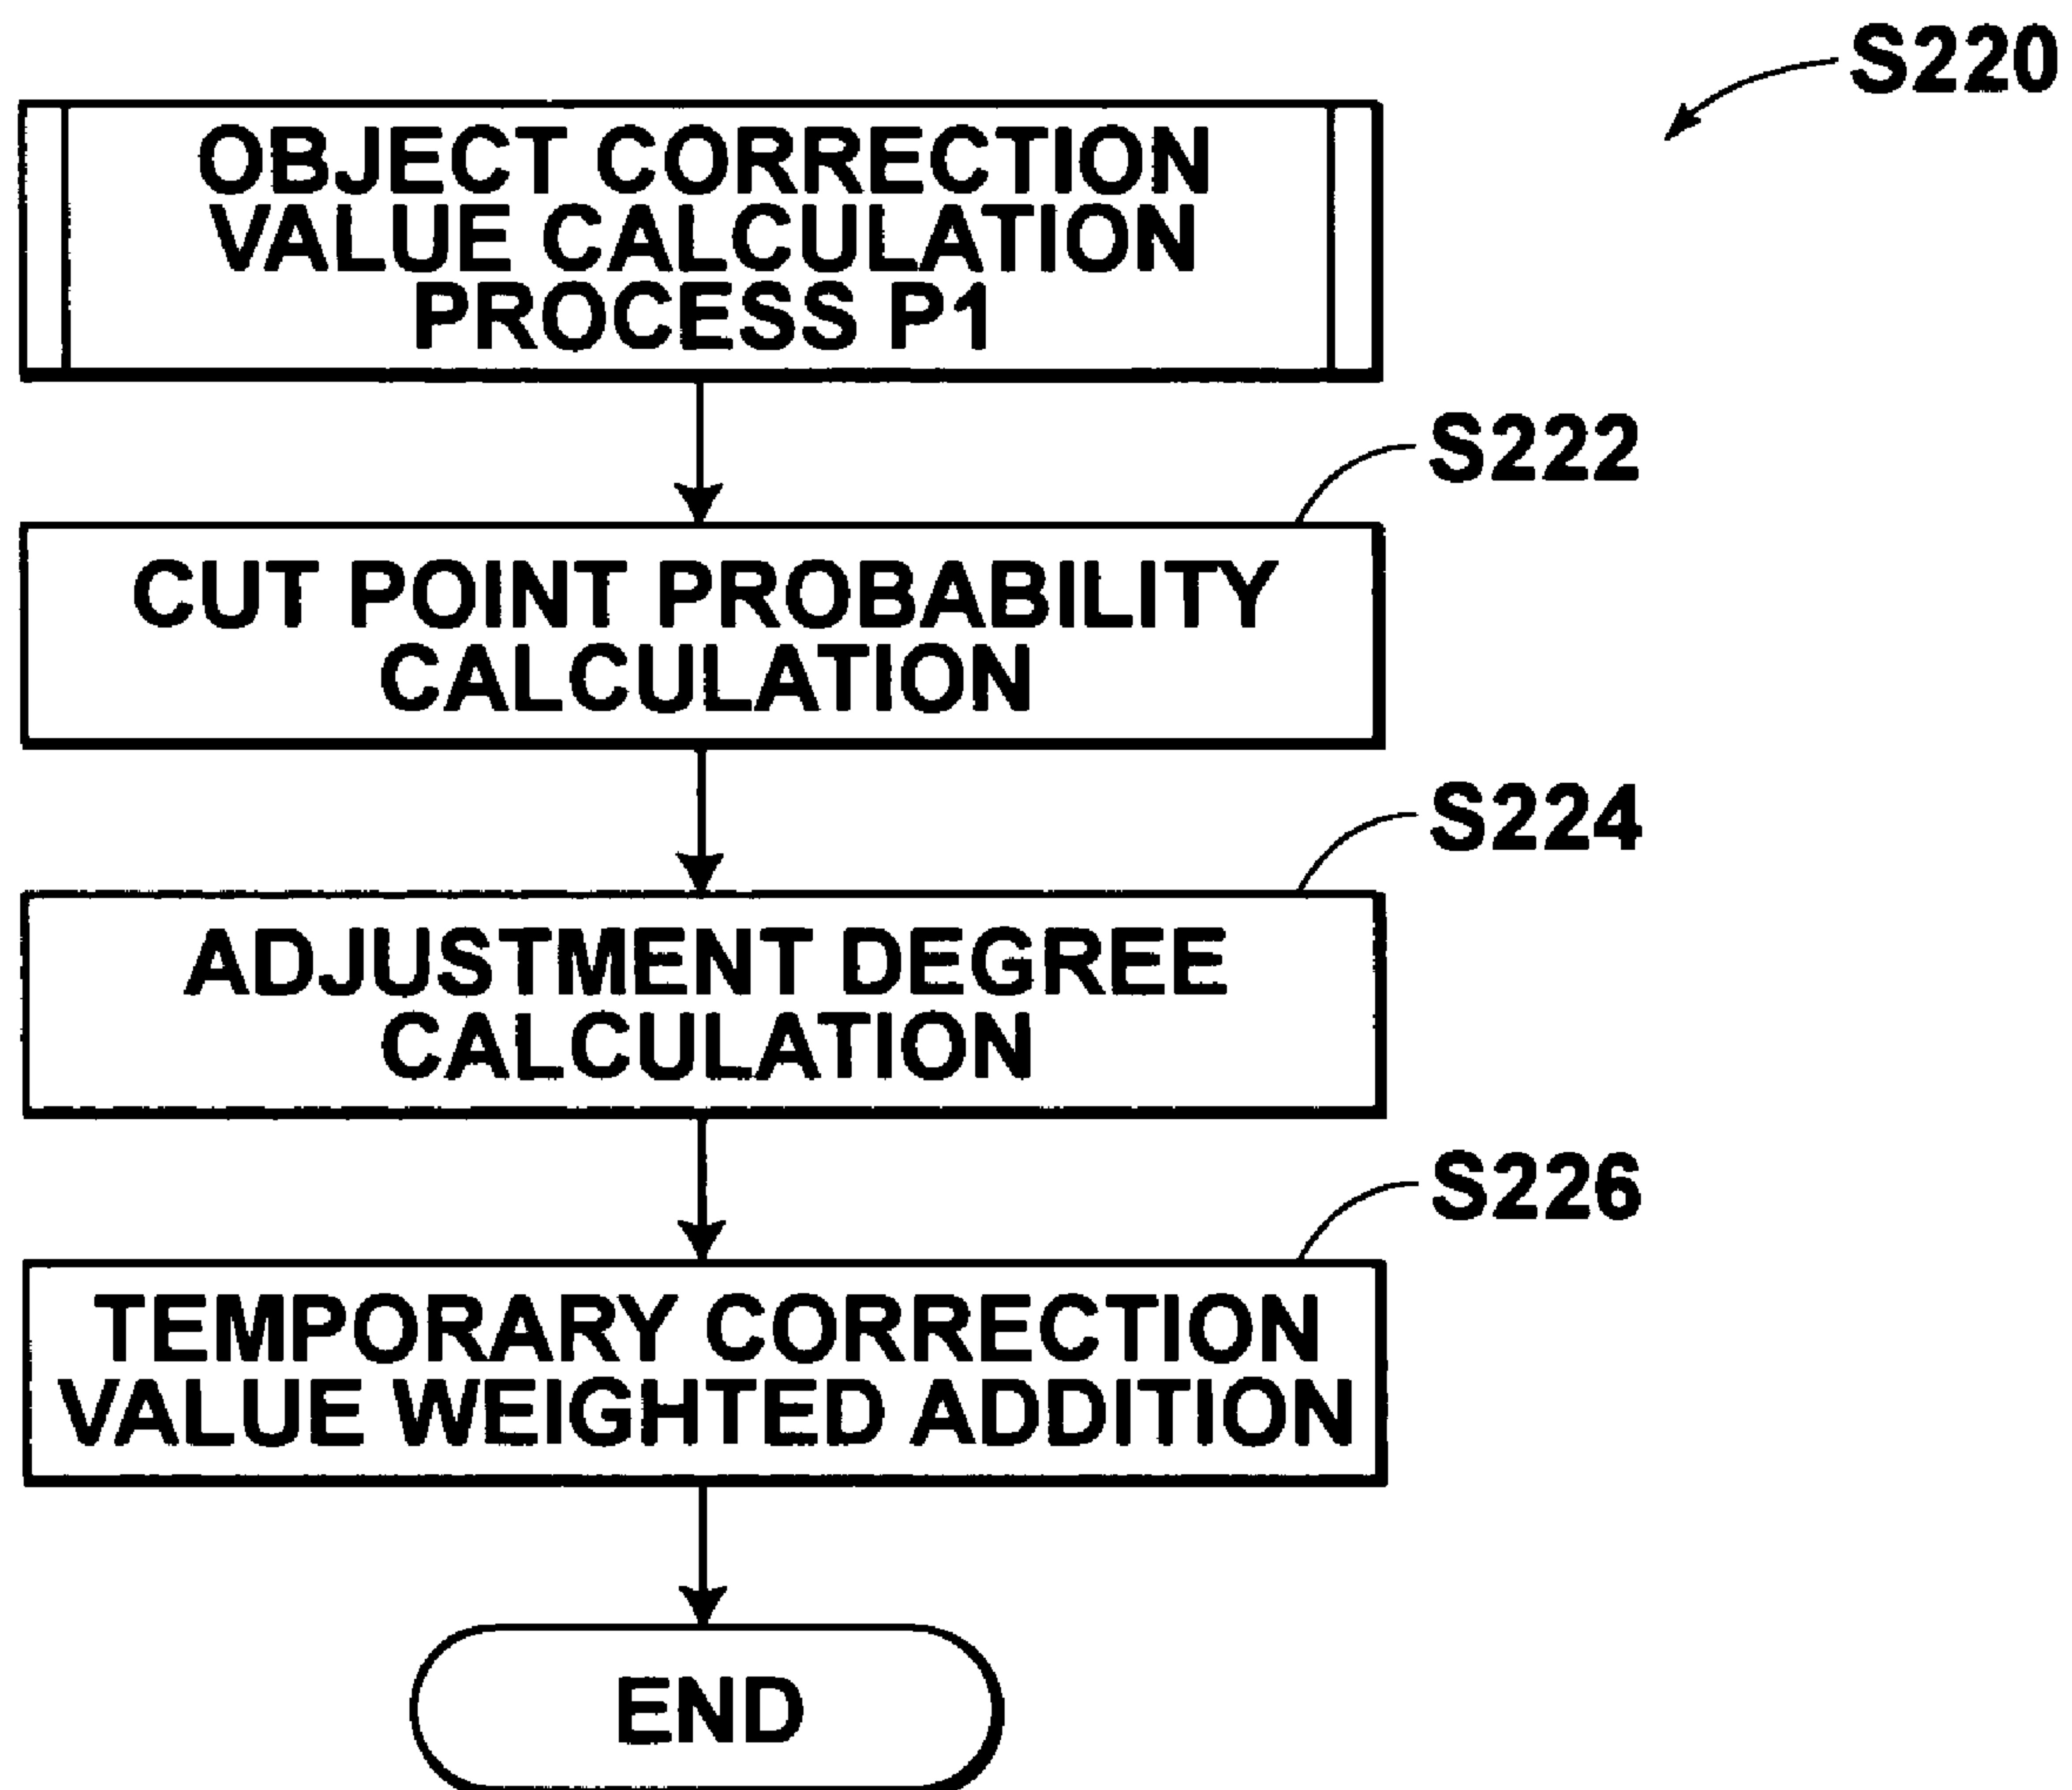 S220
OBJECT CORRECTION
VALUE CALCULATION
PROCESS P1
S222
CUT POINT PROBABILITY
CALCULATION
S224
ADJUSTMENT DEGREE
CALCULATION
S226
TEMPORARY CORRECTION
VALUE WEIGHTED ADDITION
END